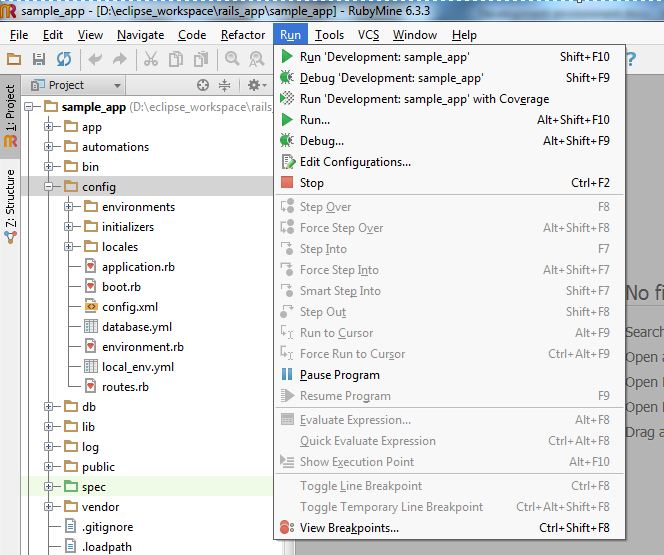 sample_app - [D:\eclipse_workspace\rails_app\sample_app] - RubyMine 6.3.3
File Edit View Navigate Code Refactor Run Tools VCS Window Help
Project
1: Project
Z: Structure
sample_app (D:\eclipse_workspace\rails_
app
automations
bin
config
environments
initializers
locales
application.rb
boot.rb
config.xml
database.yml
environment.rb
local_env.yml
routes.rb
db
lib
log
public
spec
vendor
.gitignore
.loadpath
Run 'Development: sample_app' Shift+F10
Debug 'Development: sample_app' Shift+F9
Run 'Development: sample_app' with Coverage
Run... Alt+Shift+F10
Debug... Alt+Shift+F9
Edit Configurations...
Stop Ctrl+F2
Step Over F8
Force Step Over Alt+Shift+F8
Step Into F7
Force Step Into Alt+Shift+F7
Smart Step Into Shift+F7
Step Out Shift+F8
Run to Cursor Alt+F9
Force Run to Cursor Ctrl+Alt+F9
Pause Program
Resume Program F9
Evaluate Expression... Alt+F8
Quick Evaluate Expression Ctrl+Alt+F8
Show Execution Point Alt+F10
Toggle Line Breakpoint Ctrl+F8
Toggle Temporary Line Breakpoint Ctrl+Alt+Shift+F8
View Breakpoints... Ctrl+Shift+F8
No fi
Search
Open a
Open
Open
Drag a